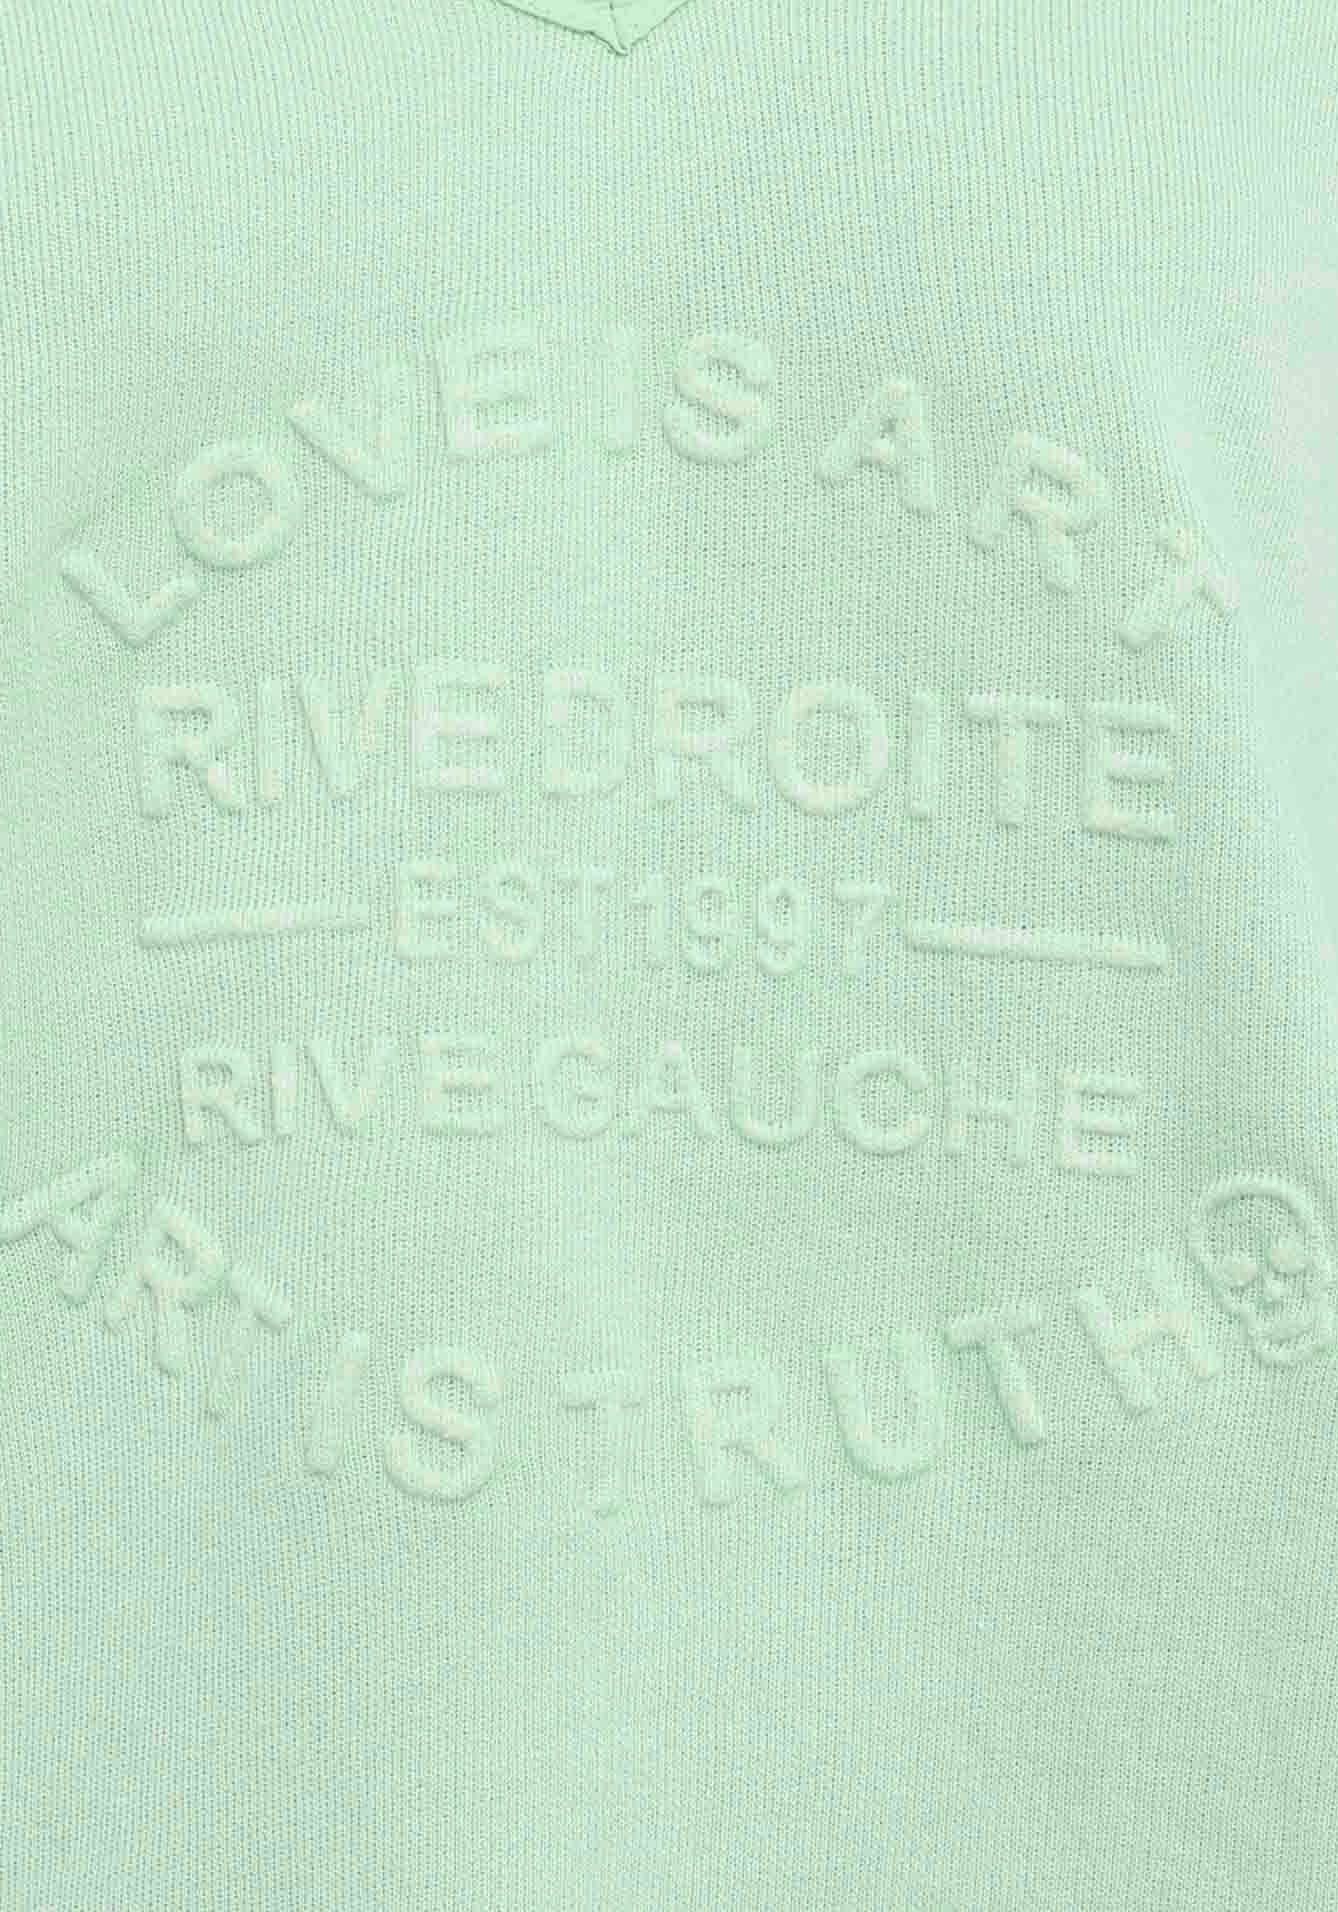 LOVE IS ART
RIVE DROITE
EST 1997
RIVE GAUCHE
ART IS TRUTH